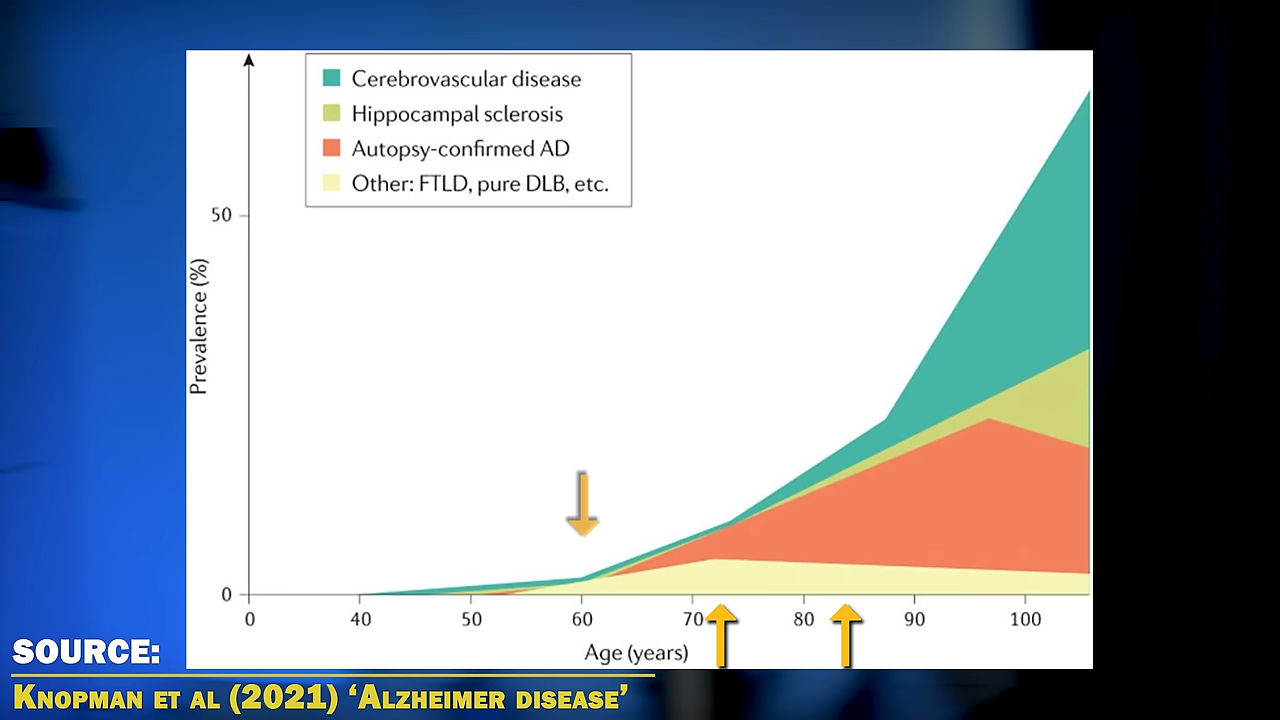 Cerebrovascular disease
Hippocampal sclerosis
Autopsy-confirmed AD
Other: FTLD, pure DLB, etc.
50
Prevalence (%)
0
0 40 50 60 70 80 90 100
Age (years)
SOURCE:
KNOPMAN ET AL (2021) ‘ALZHEIMER DISEASE’